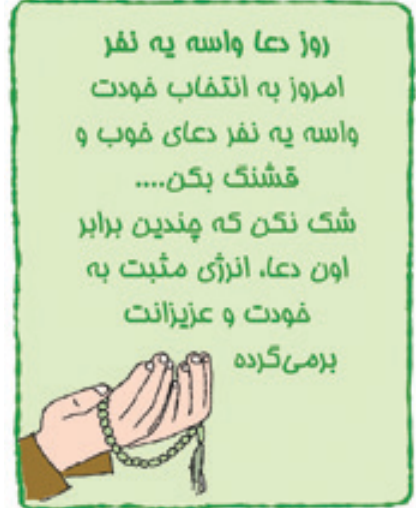 روز دعا واسه یه نفر
امروز به انتخاب خودت
واسه یه نفر دعای خوب و
قشنگ بکن....
شک نکن که چندین برابر
اون دعا، انرژی مثبت به
خودت و عزیزانت
برمی‌گرده